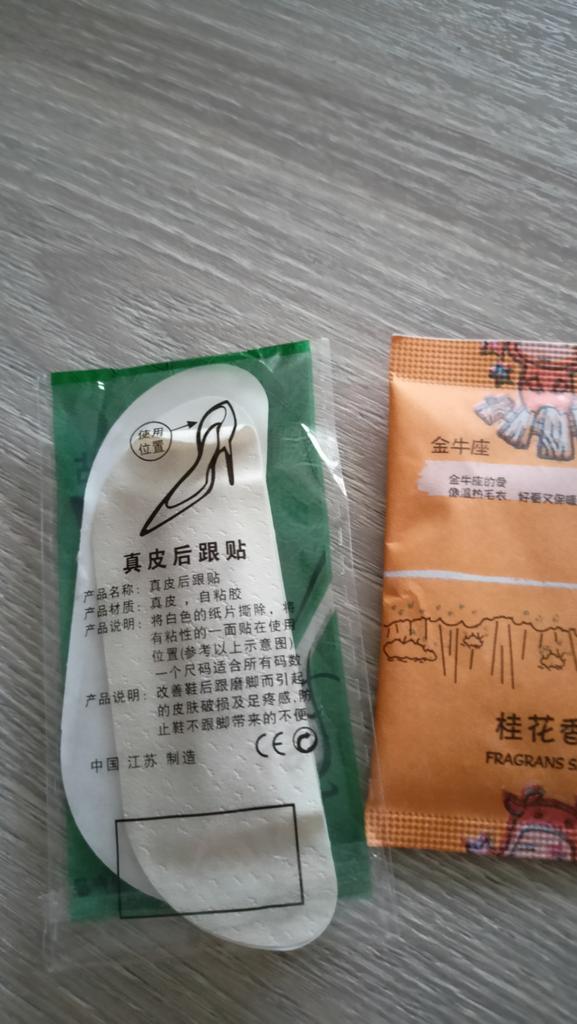 使用
位置
真皮后跟贴
产品名称：真皮后跟贴
产品材质：真皮，自粘胶
产品说明：将白色的纸片撕除，将
有粘性的一面贴在使用
位置(参考以上示意图)
一个尺码适合所有码数
产品说明：改善鞋后跟磨脚而引起
的皮肤破损及足疼感,防
止鞋不跟脚带来的不便
中国 江苏 制造
CE
金牛座
金牛座的爱
像温热毛衣 好看又保暖
桂花香
FRAGRANS S